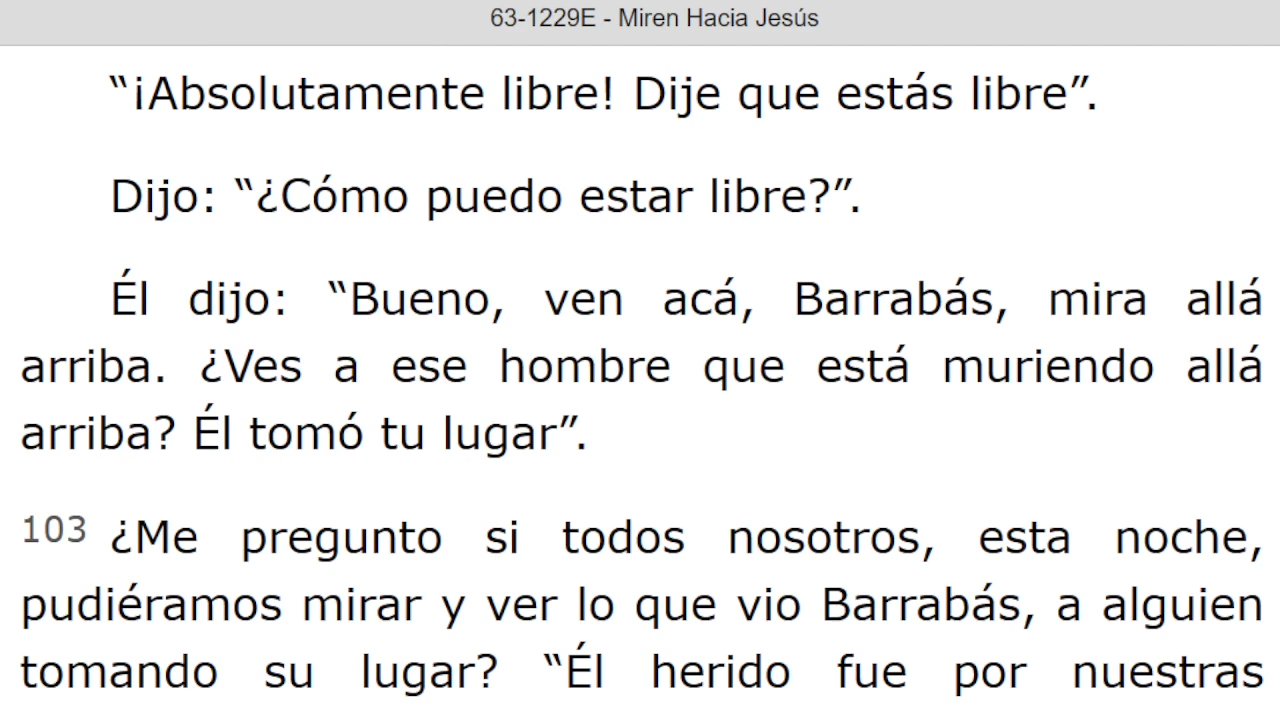 63-1229E - Miren Hacia Jesús
“¡Absolutamente libre! Dije que estás libre”.
Dijo: “¿Cómo puedo estar libre?”.
Él dijo: “Bueno, ven acá, Barrabás, mira allá
arriba. ¿Ves a ese hombre que está muriendo allá
arriba? Él tomó tu lugar”.
103 ¿Me pregunto si todos nosotros, esta noche,
pudiéramos mirar y ver lo que vio Barrabás, a alguien
tomando su lugar? “Él herido fue por nuestras